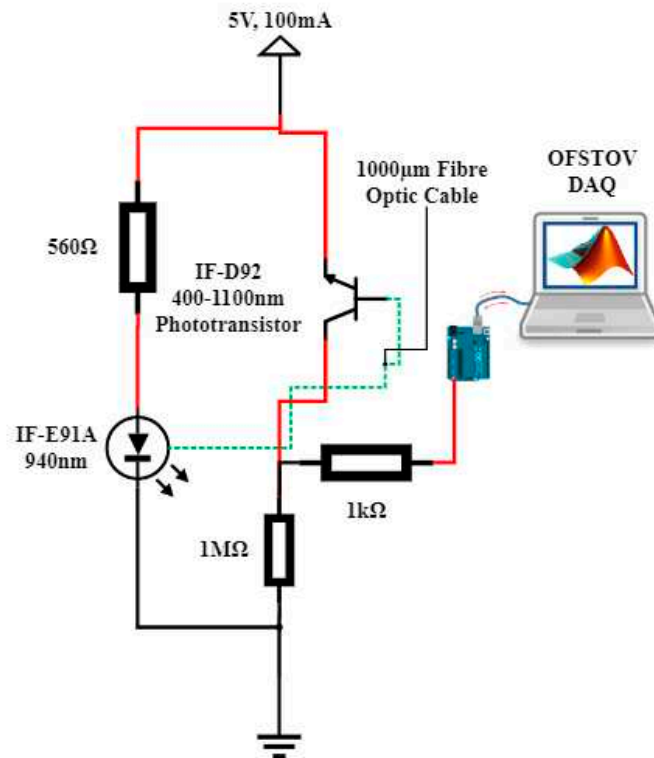 5V, 100mA
1000μm Fibre
Optic Cable
OFSTOV
DAQ
560Ω
IF-D92
400-1100nm
Phototransistor
IF-E91A
940nm
1kΩ
1MΩ